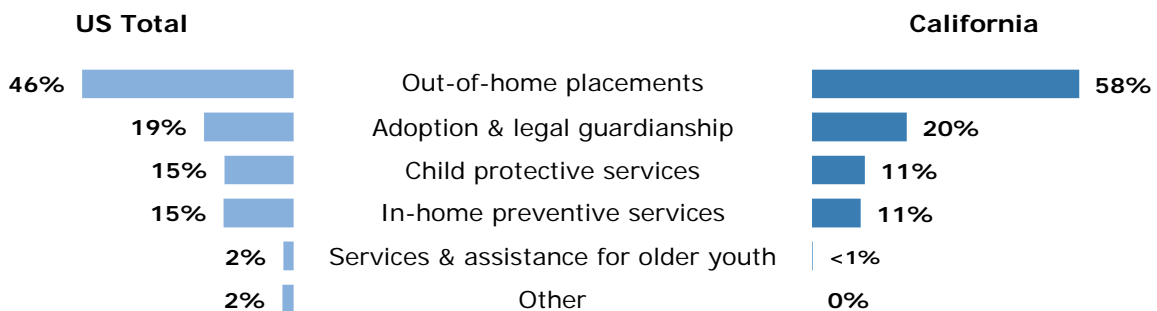 US Total California
46% Out-of-home placements 58%
19% Adoption & legal guardianship 20%
15% Child protective services 11%
15% In-home preventive services 11%
2% Services & assistance for older youth <1%
2% Other 0%